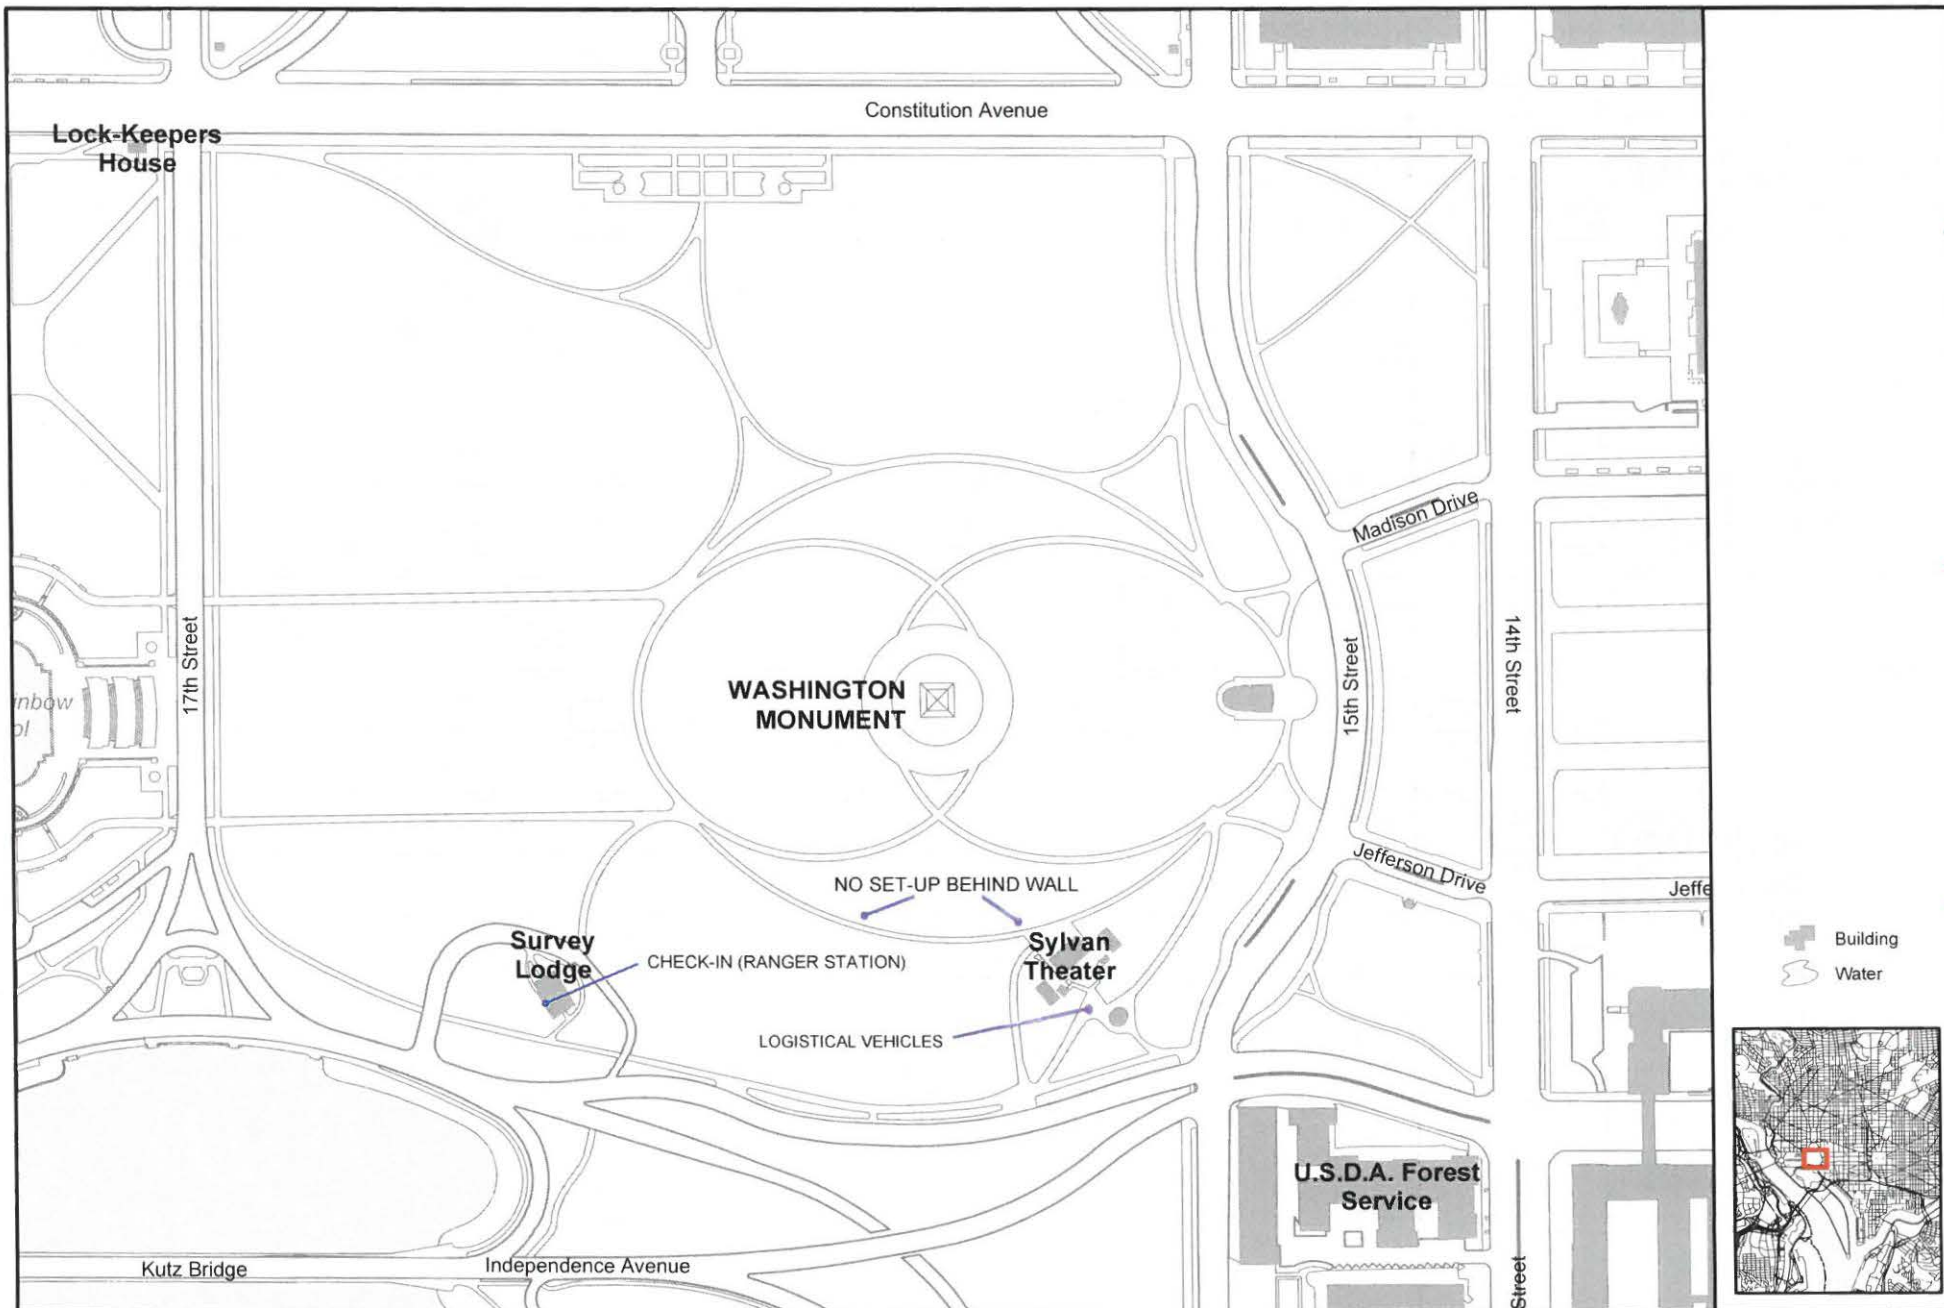 Constitution Avenue
Lock-Keepers
House
Madison Drive
17th Street
15th Street
14th Street
inbow
ol
WASHINGTON
MONUMENT
Jefferson Drive
Jeffe
NO SET-UP BEHIND WALL
Survey
Lodge
CHECK-IN (RANGER STATION)
Sylvan
Theater
LOGISTICAL VEHICLES
Building
Water
U.S.D.A. Forest
Service
Kutz Bridge
Independence Avenue
Street